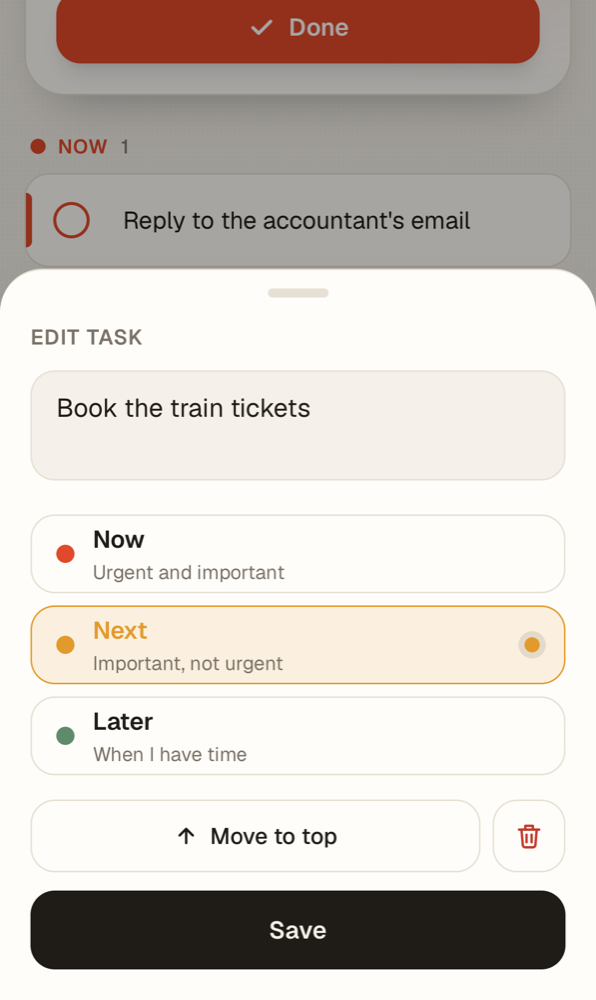 Done
NOW 1
Reply to the accountant's email
EDIT TASK
Book the train tickets
Now
Urgent and important
Next
Important, not urgent
Later
When I have time
Move to top
Save